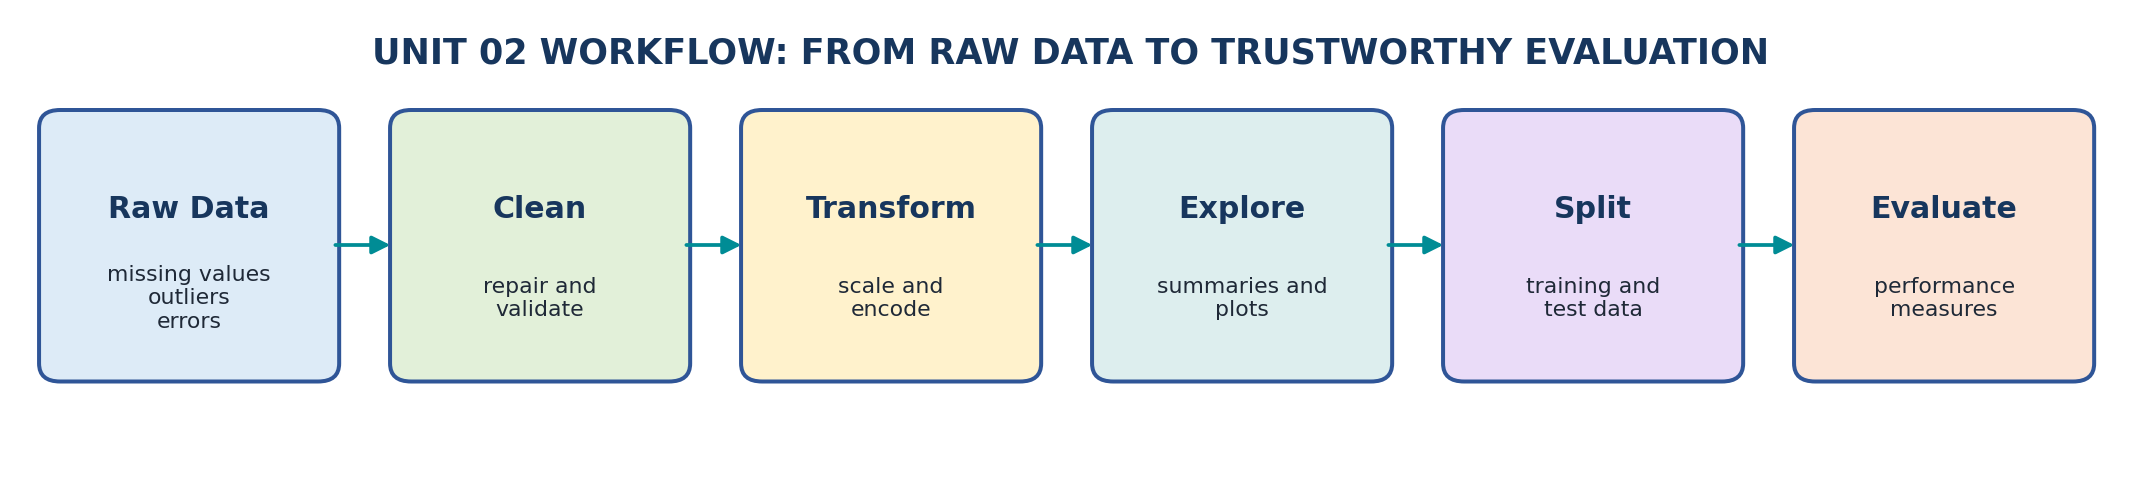 UNIT 02 WORKFLOW: FROM RAW DATA TO TRUSTWORTHY EVALUATION
Raw Data
missing values
outliers
errors
Clean
repair and
validate
Transform
scale and
encode
Explore
summaries and
plots
Split
training and
test data
Evaluate
performance
measures